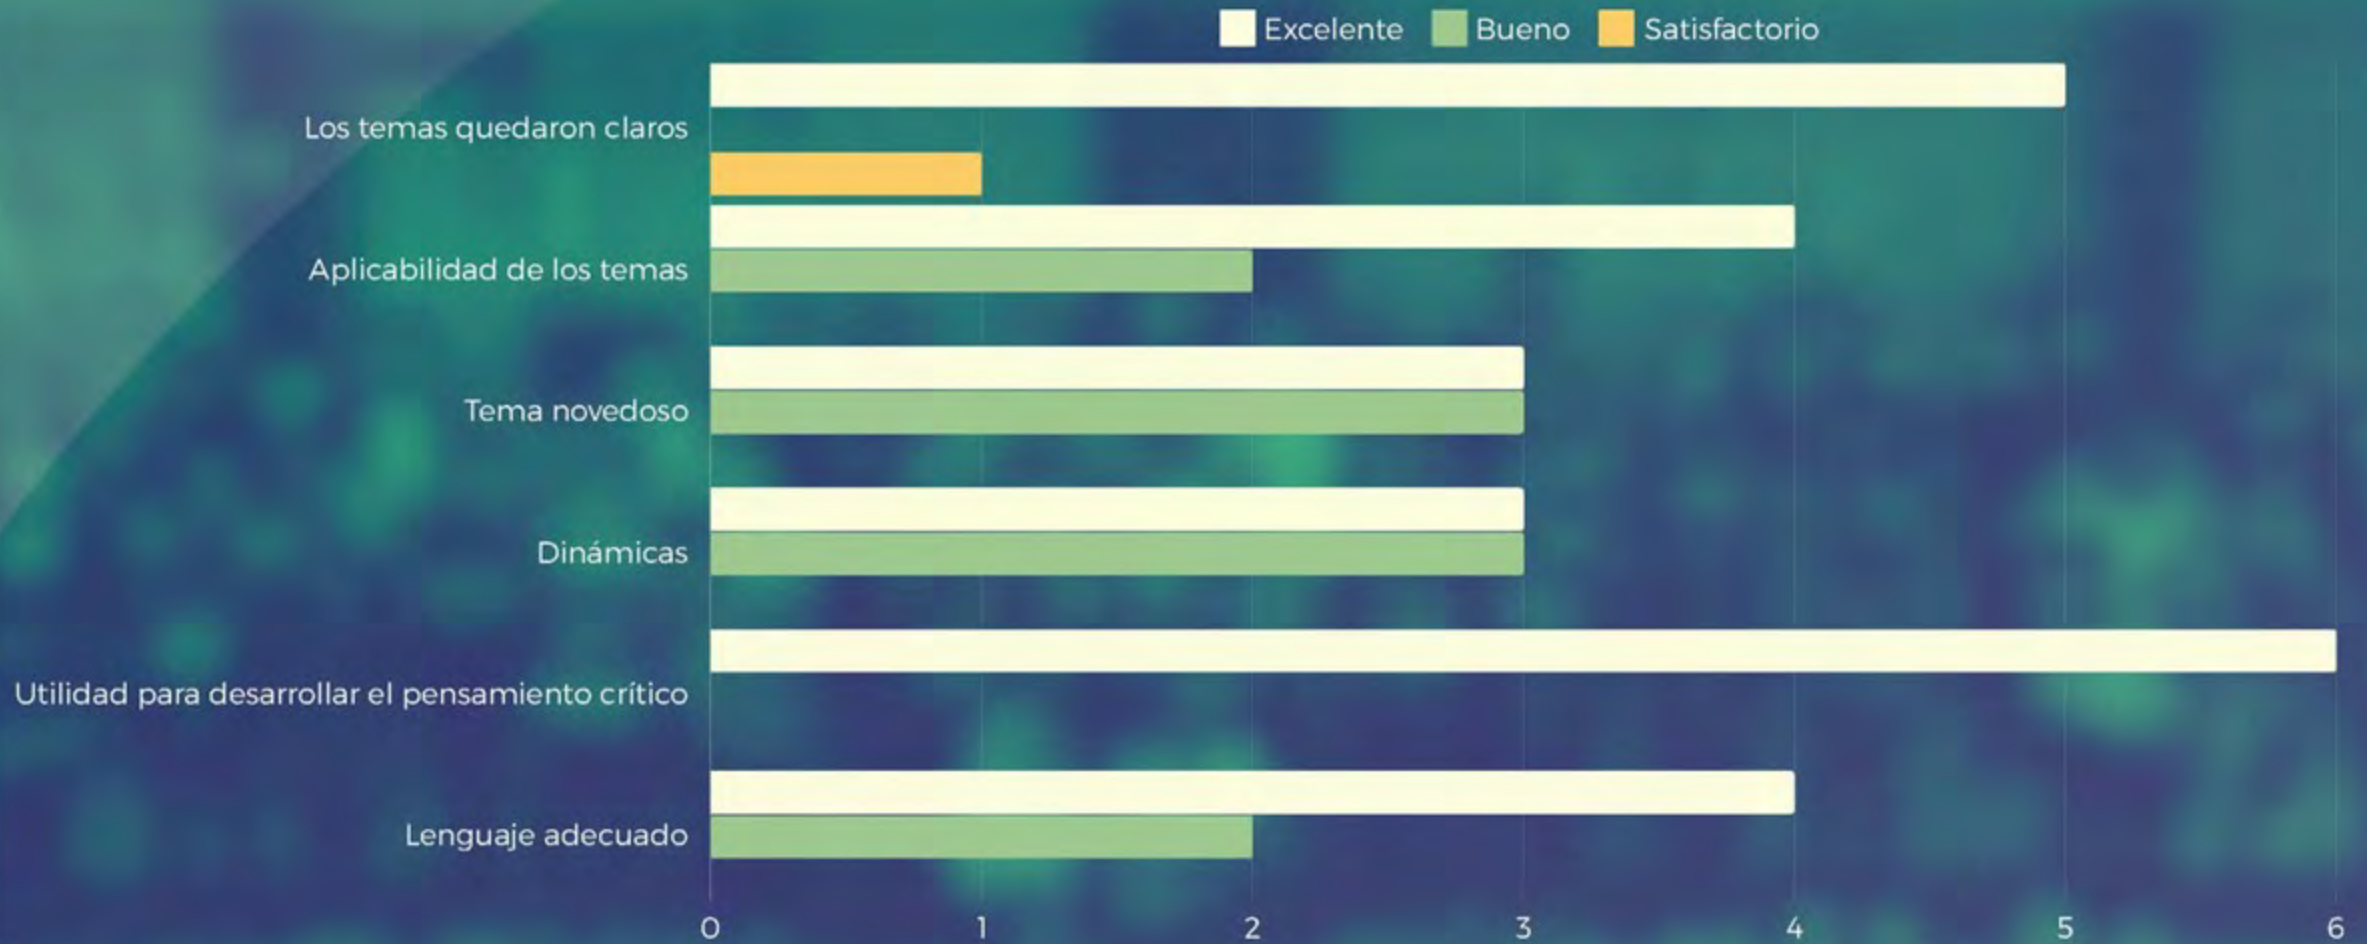 Excelente Bueno Satisfactorio
Los temas quedaron claros
Aplicabilidad de los temas
Tema novedoso
Dinámicas
Utilidad para desarrollar el pensamiento crítico
Lenguaje adecuado
0 1 2 3 4 5 6